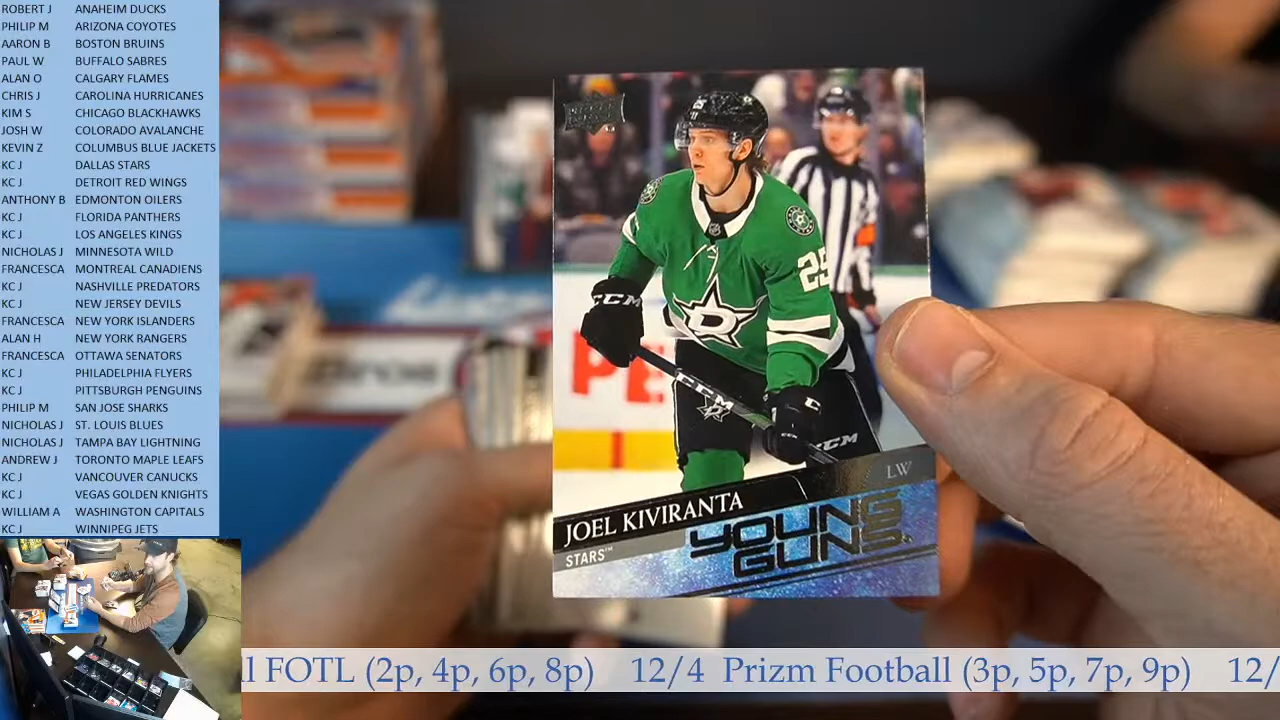 ROBERT J ANAHEIM DUCKS
PHILIP M ARIZONA COYOTES
AARON B BOSTON BRUINS
PAUL W BUFFALO SABRES
ALAN O CALGARY FLAMES
CHRIS J CAROLINA HURRICANES
KIM S CHICAGO BLACKHAWKS
JOSH W COLORADO AVALANCHE
KEVIN Z COLUMBUS BLUE JACKETS
KC J DALLAS STARS
KC J DETROIT RED WINGS
ANTHONY B EDMONTON OILERS
KC J FLORIDA PANTHERS
KC J LOS ANGELES KINGS
NICHOLAS J MINNESOTA WILD
FRANCESCA MONTREAL CANADIENS
KC J NASHVILLE PREDATORS
KC J NEW JERSEY DEVILS
FRANCESCA NEW YORK ISLANDERS
ALAN H NEW YORK RANGERS
FRANCESCA OTTAWA SENATORS
KC J PHILADELPHIA FLYERS
KC J PITTSBURGH PENGUINS
PHILIP M SAN JOSE SHARKS
NICHOLAS J ST. LOUIS BLUES
NICHOLAS J TAMPA BAY LIGHTNING
ANDREW J TORONTO MAPLE LEAFS
KC J VANCOUVER CANUCKS
KC J VEGAS GOLDEN KNIGHTS
WILLIAM A WASHINGTON CAPITALS
KC J WINNIPEG JETS
25
25
CCM
D
PE
CCM
CCM
LW
JOEL KIVIRANTA
STARS™
YOUNG
GUNS
l FOTL (2p, 4p, 6p, 8p) 12/4 Prizm Football (3p, 5p, 7p, 9p) 12/